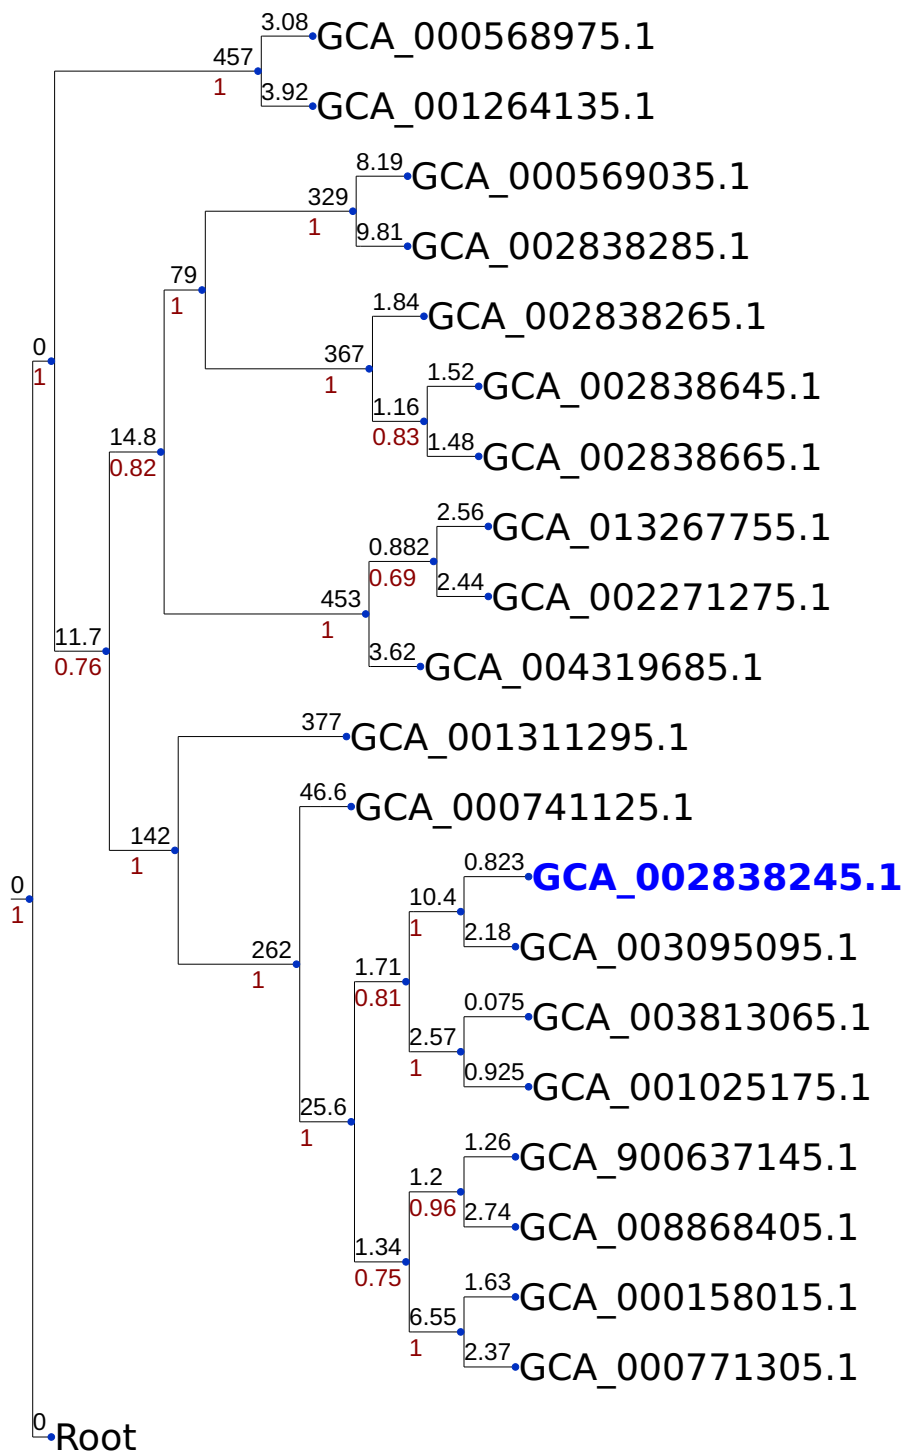 3.08
GCA_000568975.1
457
1
3.92
GCA_001264135.1
8.19
GCA_000569035.1
329
1
9.81
GCA_002838285.1
79
1
1.84
GCA_002838265.1
0
1
367
1
1.52
GCA_002838645.1
1.16
0.83
14.8
0.82
1.48
GCA_002838665.1
2.56
GCA_013267755.1
0.882
0.69
2.44
GCA_002271275.1
453
1
11.7
0.76
3.62
GCA_004319685.1
377
GCA_001311295.1
46.6
GCA_000741125.1
142
1
0.823
GCA_002838245.1
0
1
10.4
1
2.18
GCA_003095095.1
262
1
1.71
0.81
0.075
GCA_003813065.1
2.57
1
0.925
GCA_001025175.1
25.6
1
1.26
GCA_900637145.1
1.2
0.96
2.74
GCA_008868405.1
1.34
0.75
1.63
GCA_000158015.1
6.55
1
2.37
GCA_000771305.1
0
Root